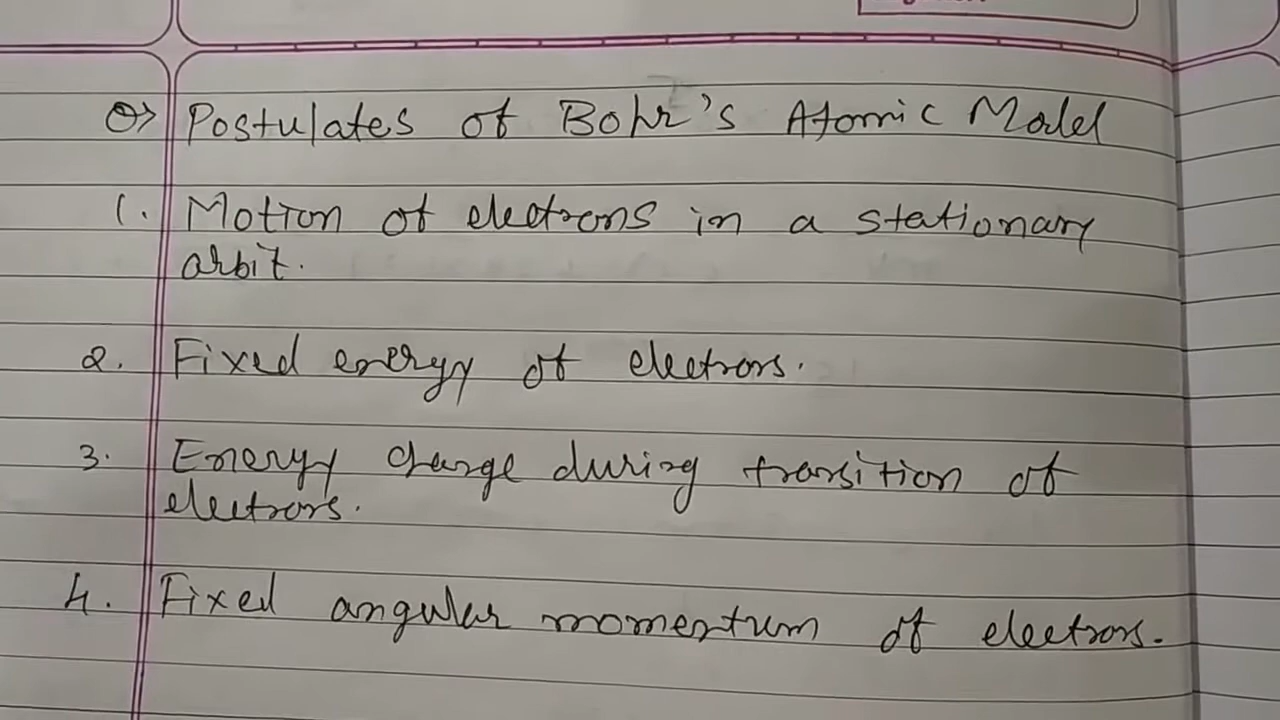 Q> Postulates of Bohr's Atomic Model
1. Motion of electrons in a stationary
orbit.
2. Fixed energy of electrons.
3. Energy change during transition of
electrons.
4. Fixed angular momentum of electrons.